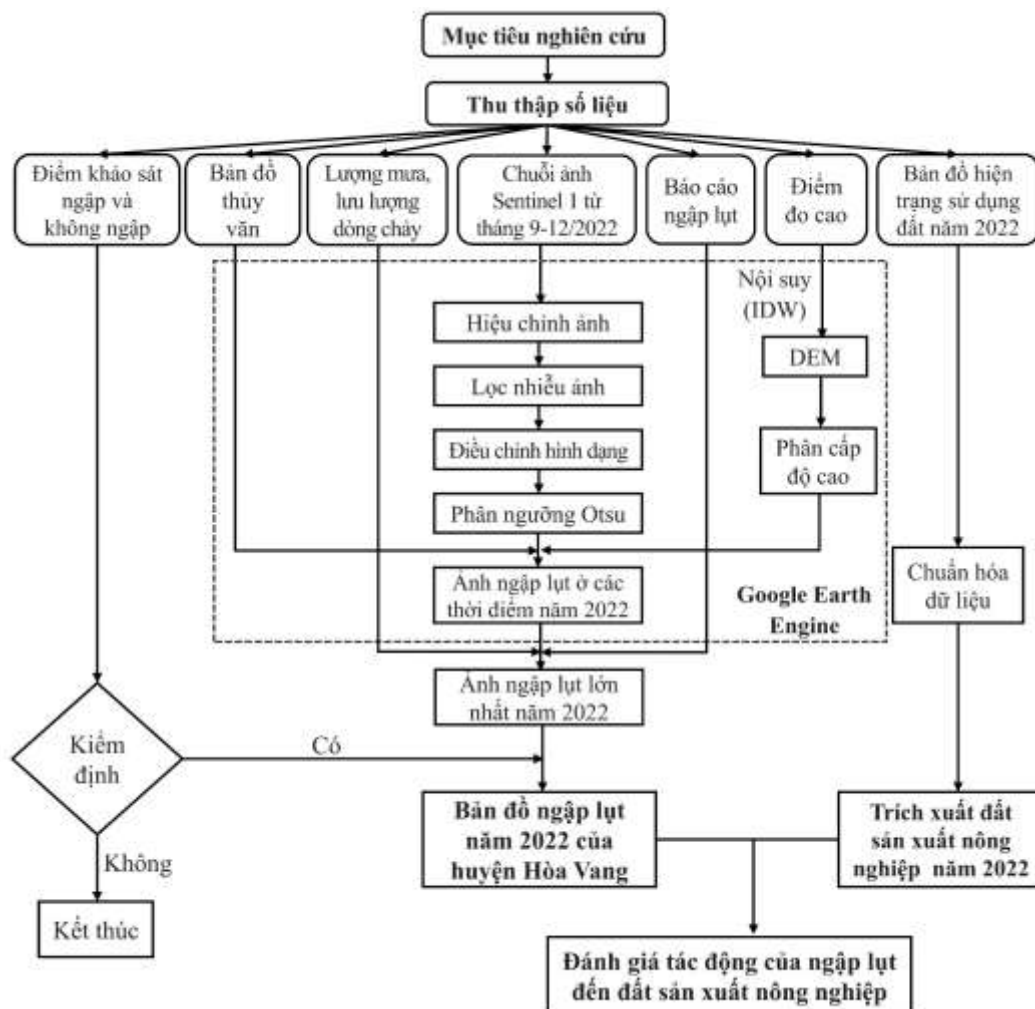 Mục tiêu nghiên cứu
Thu thập số liệu
Điểm khảo sát
ngập và
không ngập
Bản đồ
thủy
văn
Lượng mưa,
lưu lượng
dòng chảy
Chuỗi ảnh
Sentinel 1 từ
tháng 9-12/2022
Báo cáo
ngập lụt
Điểm
đo cao
Bản đồ hiện
trạng sử dụng
đất năm 2022
Nội suy
(IDW)
Hiệu chỉnh ảnh
DEM
Lọc nhiễu ảnh
Điều chỉnh hình dạng
Phân cấp
độ cao
Phân ngưỡng Otsu
Ảnh ngập lụt ở các
thời điểm năm 2022
Google Earth
Engine
Chuẩn hóa
dữ liệu
Ảnh ngập lụt lớn
nhất năm 2022
Kiểm
định
Có
Không
Kết thúc
Bản đồ ngập lụt
năm 2022 của
huyện Hòa Vang
Trích xuất đất
sản xuất nông
nghiệp năm 2022
Đánh giá tác động của ngập lụt
đến đất sản xuất nông nghiệp